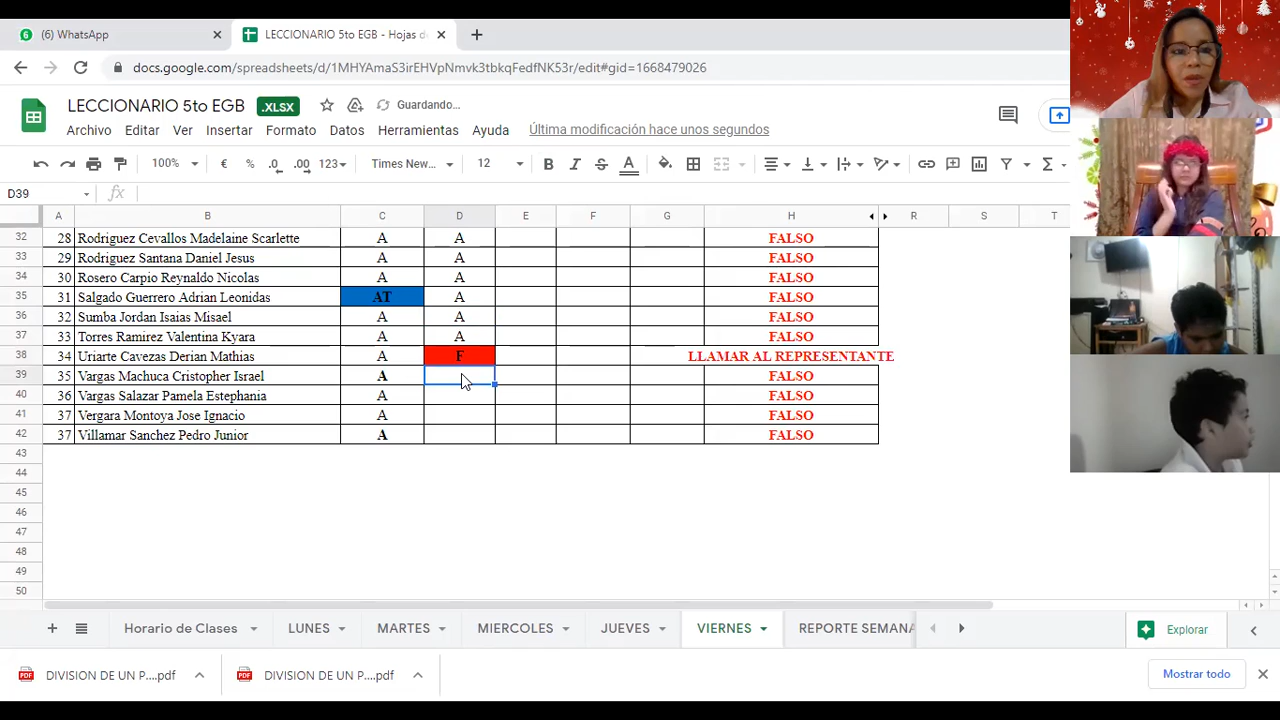 6 (6) WhatsApp × LECCIONARIO 5to EGB - Hojas de × +
docs.google.com/spreadsheets/d/1MHYAmaS3irEHVpNmvk3tbkqFedfNK53r/edit#gid=1668479026
LECCIONARIO 5to EGB .XLSX Guardando...
Archivo Editar Ver Insertar Formato Datos Herramientas Ayuda Última modificación hace unos segundos
100% € % .0 .00 123 Times New... 12 B I S A Σ
D39 fx
A B C D E F G H R S T
32 28 Rodriguez Cevallos Madelaine Scarlette A A FALSO
33 29 Rodriguez Santana Daniel Jesus A A FALSO
34 30 Rosero Carpio Reynaldo Nicolas A A FALSO
35 31 Salgado Guerrero Adrian Leonidas AT A FALSO
36 32 Sumba Jordan Isaias Misael A A FALSO
37 33 Torres Ramirez Valentina Kyara A A FALSO
38 34 Uriarte Cavezas Derian Mathias A F LLAMAR AL REPRESENTANTE
39 35 Vargas Machuca Cristopher Israel A FALSO
40 36 Vargas Salazar Pamela Estephania A FALSO
41 37 Vergara Montoya Jose Ignacio A FALSO
42 37 Villamar Sanchez Pedro Junior A FALSO
43
44
45
46
47
48
49
50
+ Horario de Clases LUNES MARTES MIERCOLES JUEVES VIERNES REPORTE SEMANA Explorar
PDF DIVISION DE UN P....pdf PDF DIVISION DE UN P....pdf Mostrar todo ×